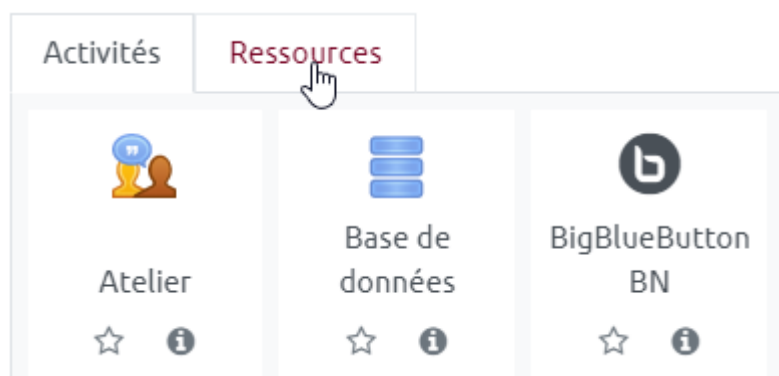 Activités Ressources
Atelier
Base de
données
BigBlueButton
BN